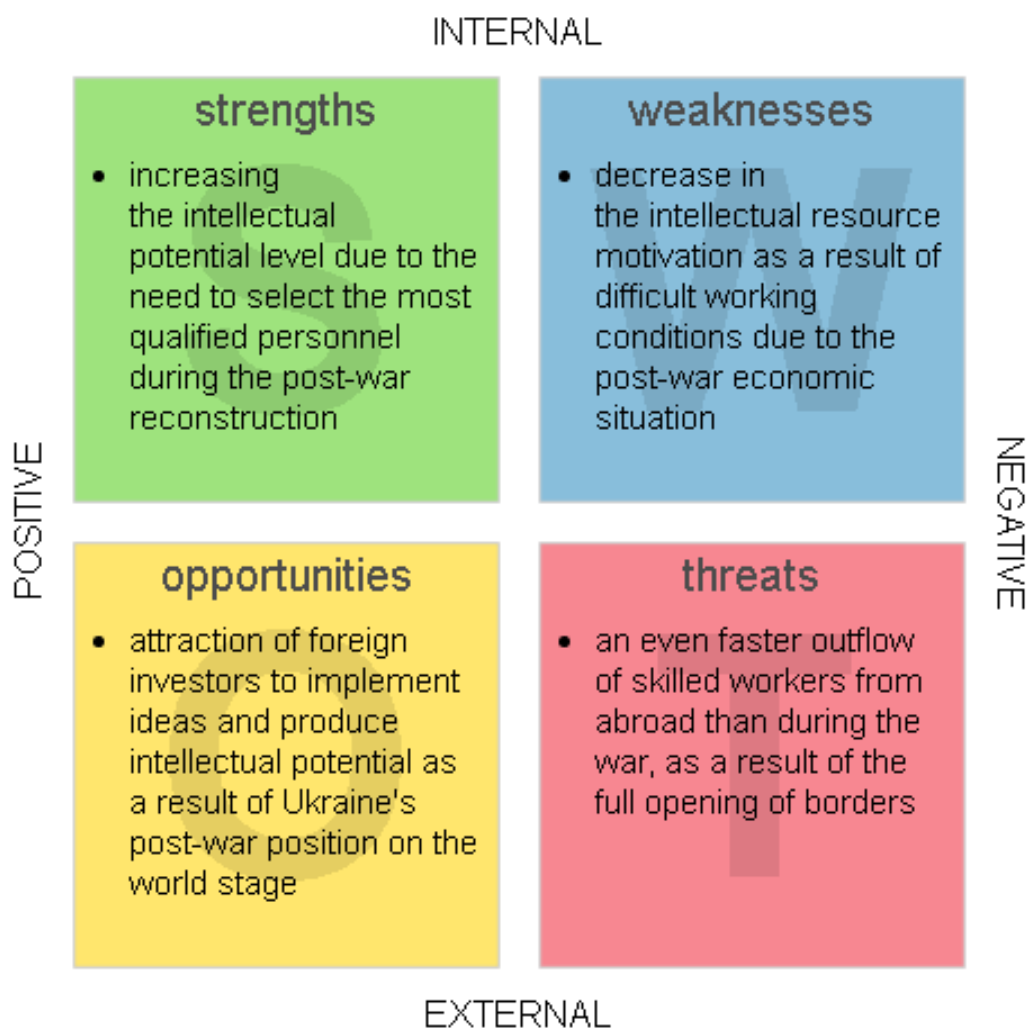 INTERNAL
strengths
• increasing
the intellectual
potential level due to the
need to select the most
qualified personnel
during the post-war
reconstruction
weaknesses
• decrease in
the intellectual resource
motivation as a result of
difficult working
conditions due to the
post-war economic
situation
POSITIVE
NEGATIVE
opportunities
• attraction of foreign
investors to implement
ideas and produce
intellectual potential as
a result of Ukraine's
post-war position on the
world stage
threats
• an even faster outflow
of skilled workers from
abroad than during the
war, as a result of the
full opening of borders
EXTERNAL
S
W
O
T